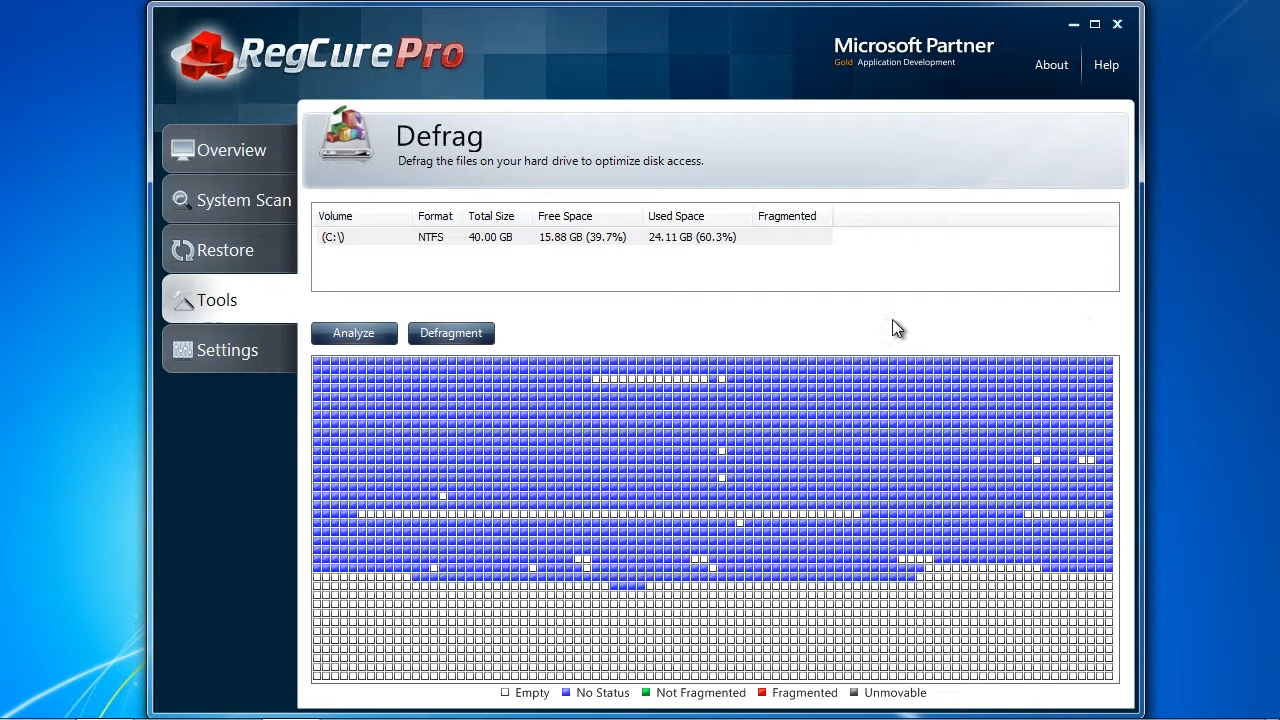 RegCure Pro
Microsoft Partner
Gold Application Development
About
Help
Overview
System Scan
Restore
Tools
Settings
Defrag
Defrag the files on your hard drive to optimize disk access.
Volume Format Total Size Free Space Used Space Fragmented
(C:\) NTFS 40.00 GB 15.88 GB (39.7%) 24.11 GB (60.3%)
Analyze Defragment
Empty No Status Not Fragmented Fragmented Unmovable